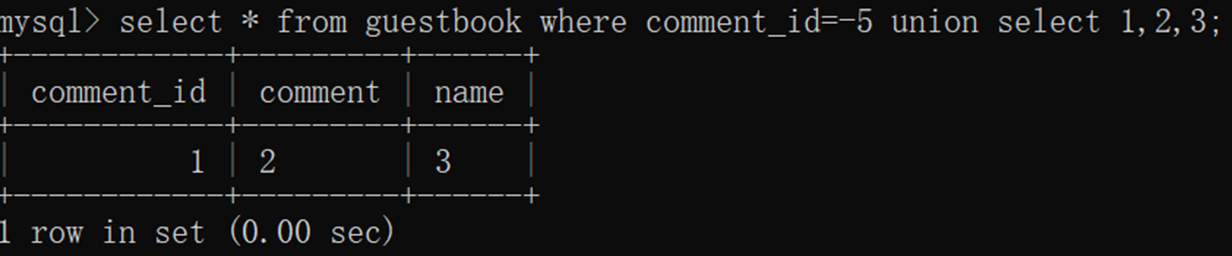 mysql> select * from guestbook where comment_id=-5 union select 1,2,3;
+------------+---------+------+
| comment_id | comment | name |
+------------+---------+------+
|          1 | 2       | 3    |
+------------+---------+------+
1 row in set (0.00 sec)